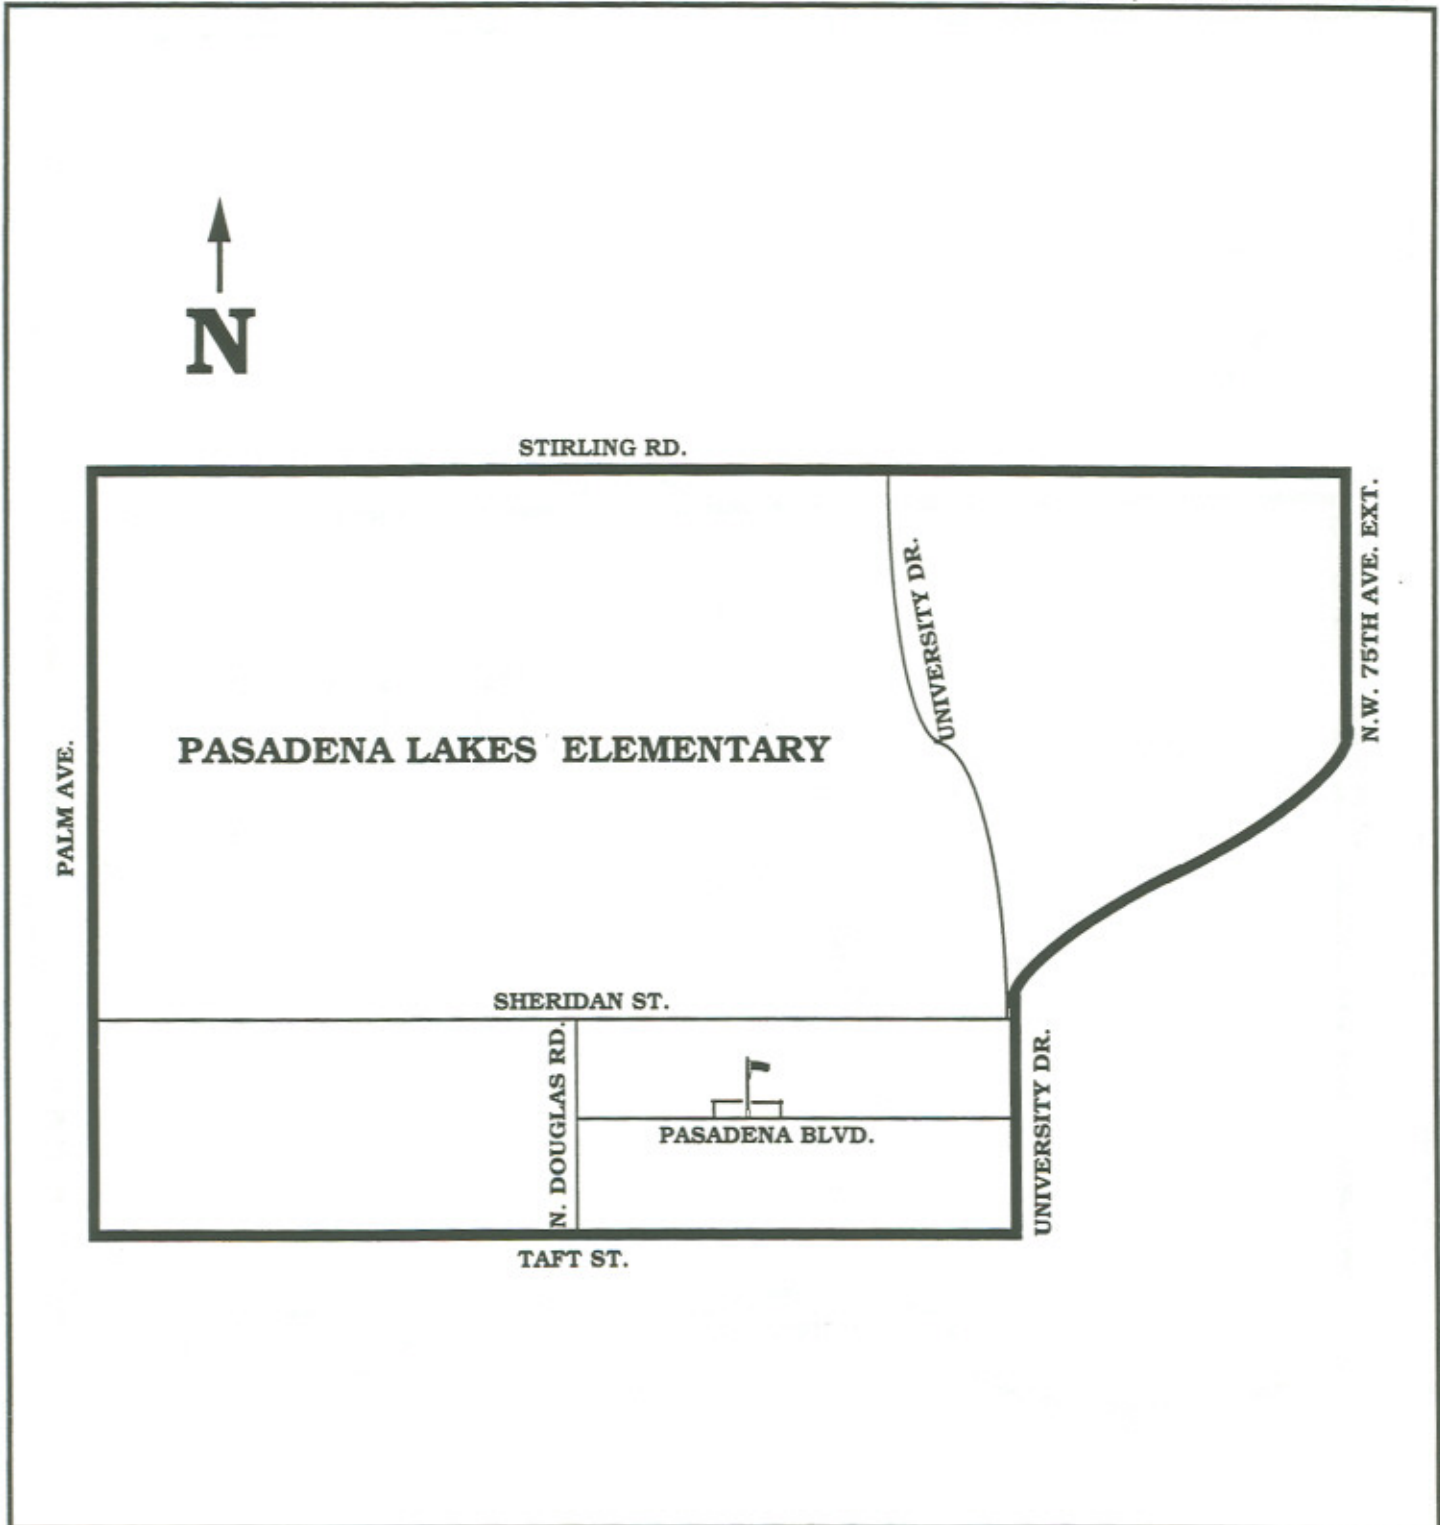 N
STIRLING RD.
N.W. 75TH AVE. EXT.
UNIVERSITY DR.
PASADENA LAKES ELEMENTARY
PALM AVE.
SHERIDAN ST.
N. DOUGLAS RD.
UNIVERSITY DR.
PASADENA BLVD.
TAFT ST.